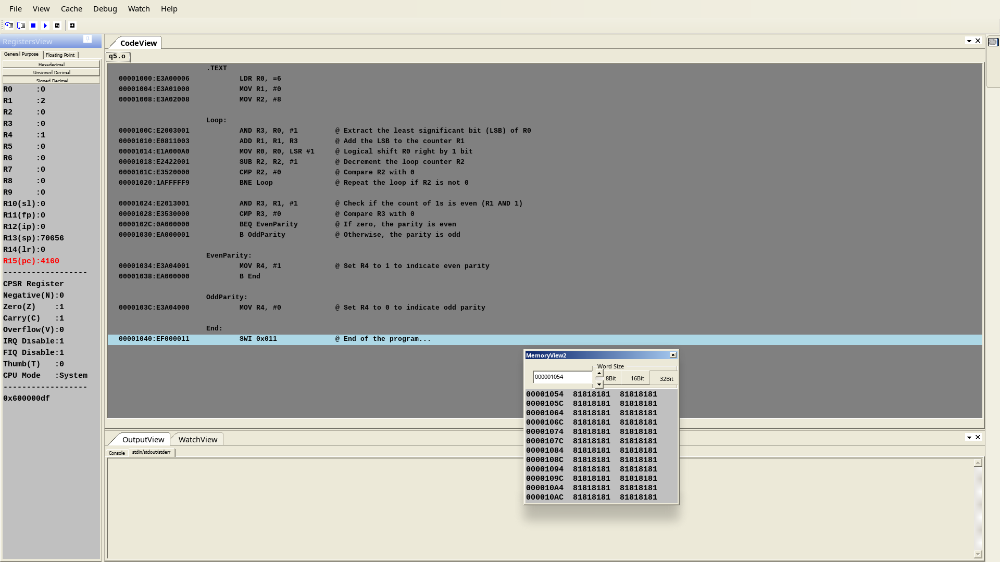 File View Cache Debug Watch Help
RegistersView
General Purpose Floating Point
Hexadecimal
Unsigned Decimal
Signed Decimal
R0     :0
R1     :2
R2     :0
R3     :0
R4     :1
R5     :0
R6     :0
R7     :0
R8     :0
R9     :0
R10(sl):0
R11(fp):0
R12(ip):0
R13(sp):70656
R14(lr):0
R15(pc):4160
------------------
CPSR Register
Negative(N):0
Zero(Z)    :1
Carry(C)   :1
Overflow(V):0
IRQ Disable:1
FIQ Disable:1
Thumb(T)   :0
CPU Mode   :System
------------------
0x600000df
CodeView
q5.o
.TEXT
00001000:E3A00006 LDR R0, =6
00001004:E3A01000 MOV R1, #0
00001008:E3A02008 MOV R2, #8
Loop:
0000100C:E2003001 AND R3, R0, #1 @ Extract the least significant bit (LSB) of R0
00001010:E0811003 ADD R1, R1, R3 @ Add the LSB to the counter R1
00001014:E1A000A0 MOV R0, R0, LSR #1 @ Logical shift R0 right by 1 bit
00001018:E2422001 SUB R2, R2, #1 @ Decrement the loop counter R2
0000101C:E3520000 CMP R2, #0 @ Compare R2 with 0
00001020:1AFFFFF9 BNE Loop @ Repeat the loop if R2 is not 0
00001024:E2013001 AND R3, R1, #1 @ Check if the count of 1s is even (R1 AND 1)
00001028:E3530000 CMP R3, #0 @ Compare R3 with 0
0000102C:0A000000 BEQ EvenParity @ If zero, the parity is even
00001030:EA000001 B OddParity @ Otherwise, the parity is odd
EvenParity:
00001034:E3A04001 MOV R4, #1 @ Set R4 to 1 to indicate even parity
00001038:EA000000 B End
OddParity:
0000103C:E3A04000 MOV R4, #0 @ Set R4 to 0 to indicate odd parity
End:
00001040:EF000011 SWI 0x011 @ End of the program...
MemoryView2
Word Size
000001054 8Bit 16Bit 32Bit
00001054 81818181 81818181
0000105C 81818181 81818181
00001064 81818181 81818181
0000106C 81818181 81818181
00001074 81818181 81818181
0000107C 81818181 81818181
00001084 81818181 81818181
0000108C 81818181 81818181
00001094 81818181 81818181
0000109C 81818181 81818181
000010A4 81818181 81818181
000010AC 81818181 81818181
OutputView WatchView
Console stdin/stdout/stderr